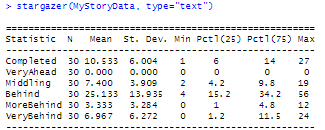 > stargazer(MyStoryData, type="text")
==================================================
Statistic N Mean St. Dev. Min Pctl(25) Pctl(75) Max
--------------------------------------------------
Completed 30 10.533 6.004 1 6 14 27
VeryAhead 30 0.000 0.000 0 0 0 0
Middling 30 7.400 3.909 2 4.2 9.8 19
Behind 30 25.133 13.935 4 15.2 34.2 56
MoreBehind 30 3.333 3.284 0 1 4.8 12
VeryBehind 30 6.967 6.272 0 1.2 11.5 24
--------------------------------------------------